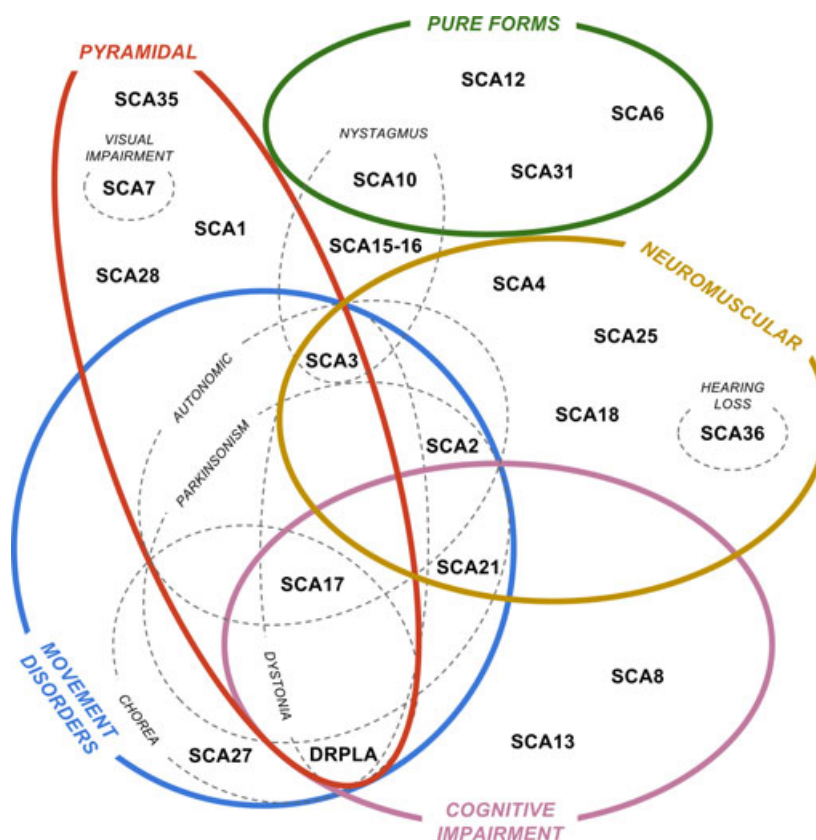 PURE FORMS
PYRAMIDAL
SCA12
SCA35
SCA6
NYSTAGMUS
VISUAL
IMPAIRMENT
SCA31
SCA10
SCA7
SCA1
SCA15-16
NEUROMUSCULAR
SCA28
SCA4
SCA25
SCA3
AUTONOMIC
HEARING
LOSS
SCA18
SCA36
SCA2
PARKINSONISM
SCA21
SCA17
MOVEMENT
DISORDERS
DYSTONIA
SCA8
CHOREA
SCA13
SCA27
DRPLA
COGNITIVE
IMPAIRMENT